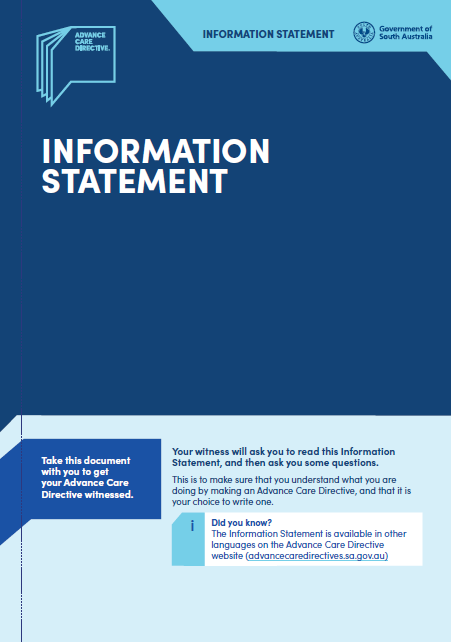 ADVANCE
CARE
DIRECTIVE.
INFORMATION STATEMENT
Government of
South Australia
INFORMATION
STATEMENT
Take this document
with you to get
your Advance Care
Directive witnessed.
Your witness will ask you to read this Information
Statement, and then ask you some questions.
This is to make sure that you understand what you are
doing by making an Advance Care Directive, and that it is
your choice to write one.
i
Did you know?
The Information Statement is available in other
languages on the Advance Care Directive
website (advancecaredirectives.sa.gov.au)